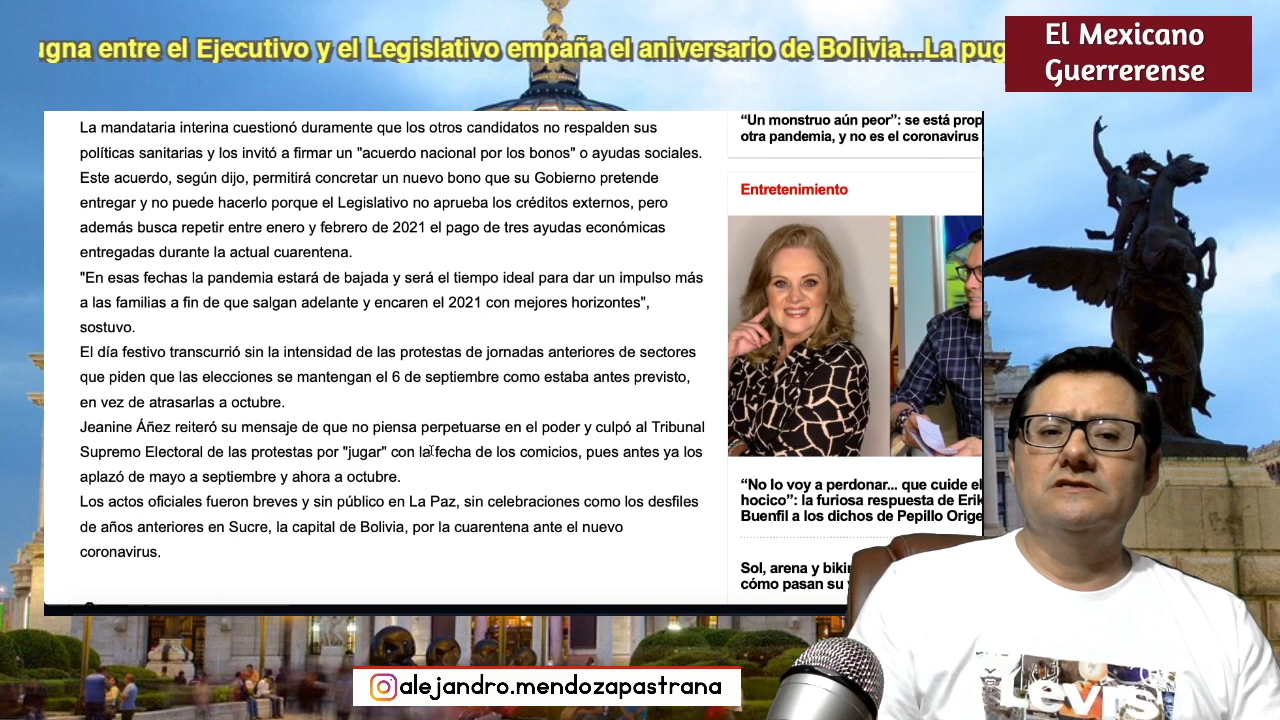 ugna entre el Ejecutivo y el Legislativo empaña el aniversario de Bolivia...La pug
El Mexicano
Guerrerense
La mandataria interina cuestionó duramente que los otros candidatos no respalden sus
políticas sanitarias y los invitó a firmar un "acuerdo nacional por los bonos" o ayudas sociales.
Este acuerdo, según dijo, permitirá concretar un nuevo bono que su Gobierno pretende
entregar y no puede hacerlo porque el Legislativo no aprueba los créditos externos, pero
además busca repetir entre enero y febrero de 2021 el pago de tres ayudas económicas
entregadas durante la actual cuarentena.
"En esas fechas la pandemia estará de bajada y será el tiempo ideal para dar un impulso más
a las familias a fin de que salgan adelante y encaren el 2021 con mejores horizontes",
sostuvo.
El día festivo transcurrió sin la intensidad de las protestas de jornadas anteriores de sectores
que piden que las elecciones se mantengan el 6 de septiembre como estaba antes previsto,
en vez de atrasarlas a octubre.
Jeanine Áñez reiteró su mensaje de que no piensa perpetuarse en el poder y culpó al Tribunal
Supremo Electoral de las protestas por "jugar" con la fecha de los comicios, pues antes ya los
aplazó de mayo a septiembre y ahora a octubre.
Los actos oficiales fueron breves y sin público en La Paz, sin celebraciones como los desfiles
de años anteriores en Sucre, la capital de Bolivia, por la cuarentena ante el nuevo
coronavirus.
“Un monstruo aún peor”: se está prop
otra pandemia, y no es el coronavirus
Entretenimiento
“No lo voy a perdonar... que cuide el
hocico”: la furiosa respuesta de Erik
Buenfil a los dichos de Pepillo Orige
Sol, arena y bikin
cómo pasan su
alejandro.mendozapastrana
Levi's